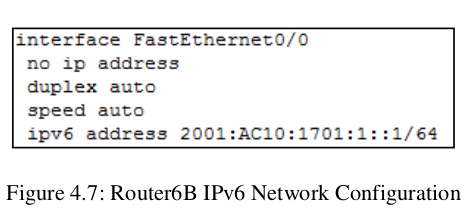 interface FastEthernet0/0
no ip address
duplex auto
speed auto
ipv6 address 2001:AC10:1701:1::1/64
Figure 4.7: Router6B IPv6 Network Configuration